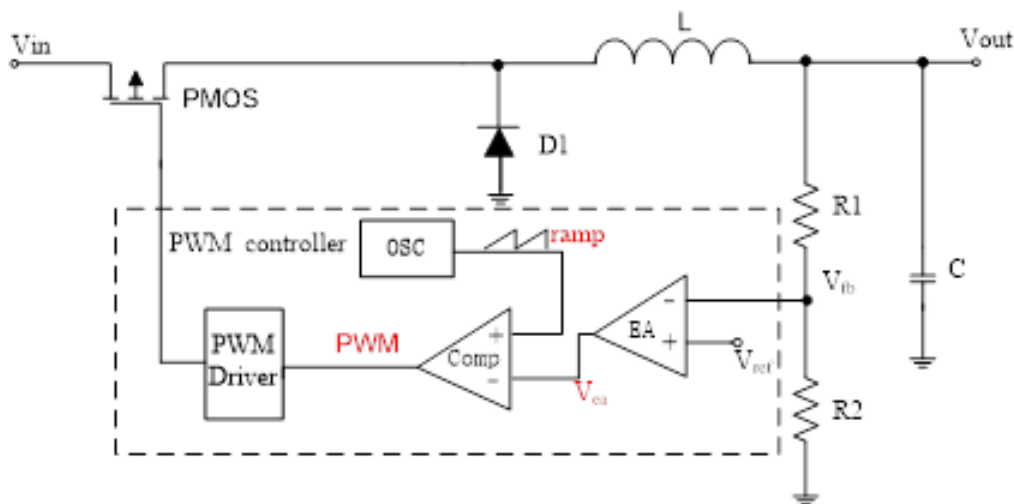 Vin
L
Vout
PMOS
D1
R1
PWM controller
OSC
ramp
Vfb
C
EA
-
+
Vref
+
Comp
-
PWM
PWM
Driver
Vea
R2